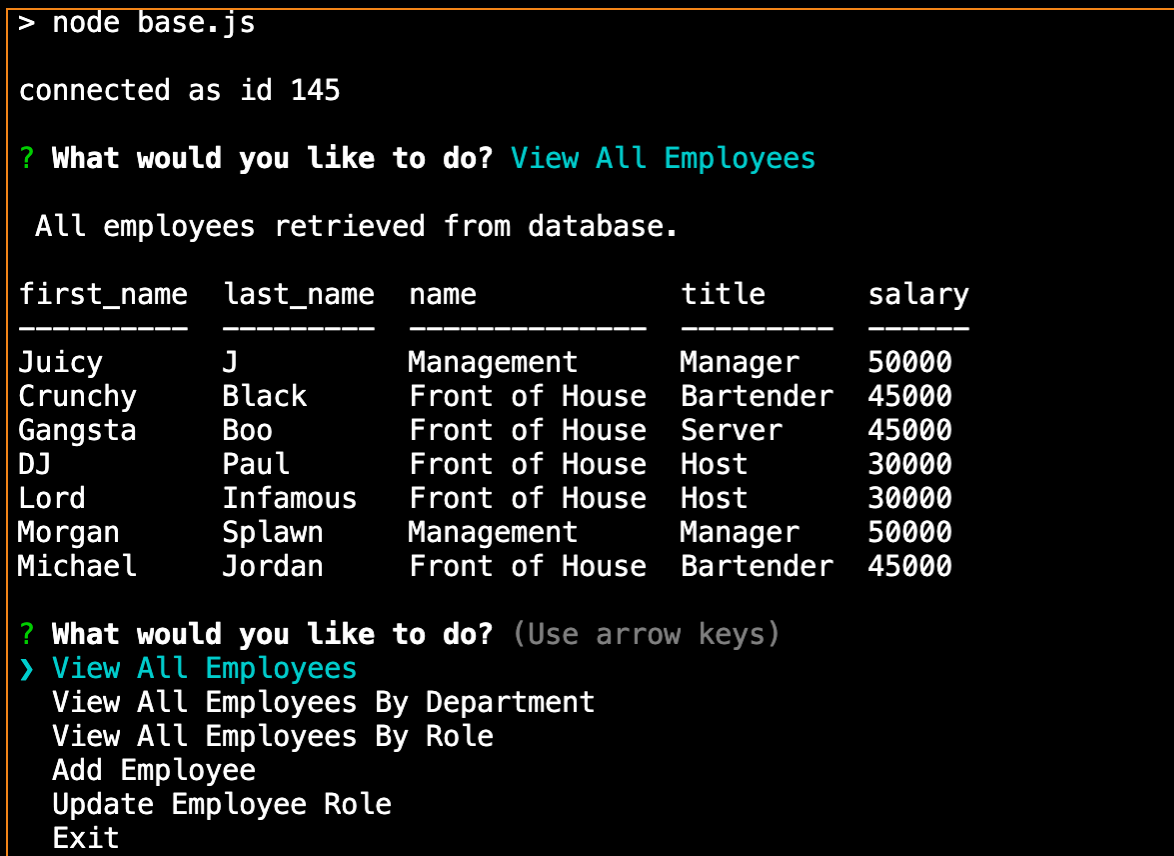 > node base.js
connected as id 145
? What would you like to do? View All Employees
All employees retrieved from database.
first_name  last_name  name            title      salary
----------  ---------  --------------  ---------  ------
Juicy       J          Management      Manager    50000
Crunchy     Black      Front of House  Bartender  45000
Gangsta     Boo        Front of House  Server     45000
DJ          Paul       Front of House  Host       30000
Lord        Infamous   Front of House  Host       30000
Morgan      Splawn     Management      Manager    50000
Michael     Jordan     Front of House  Bartender  45000
? What would you like to do? (Use arrow keys)
❯ View All Employees
View All Employees By Department
View All Employees By Role
Add Employee
Update Employee Role
Exit